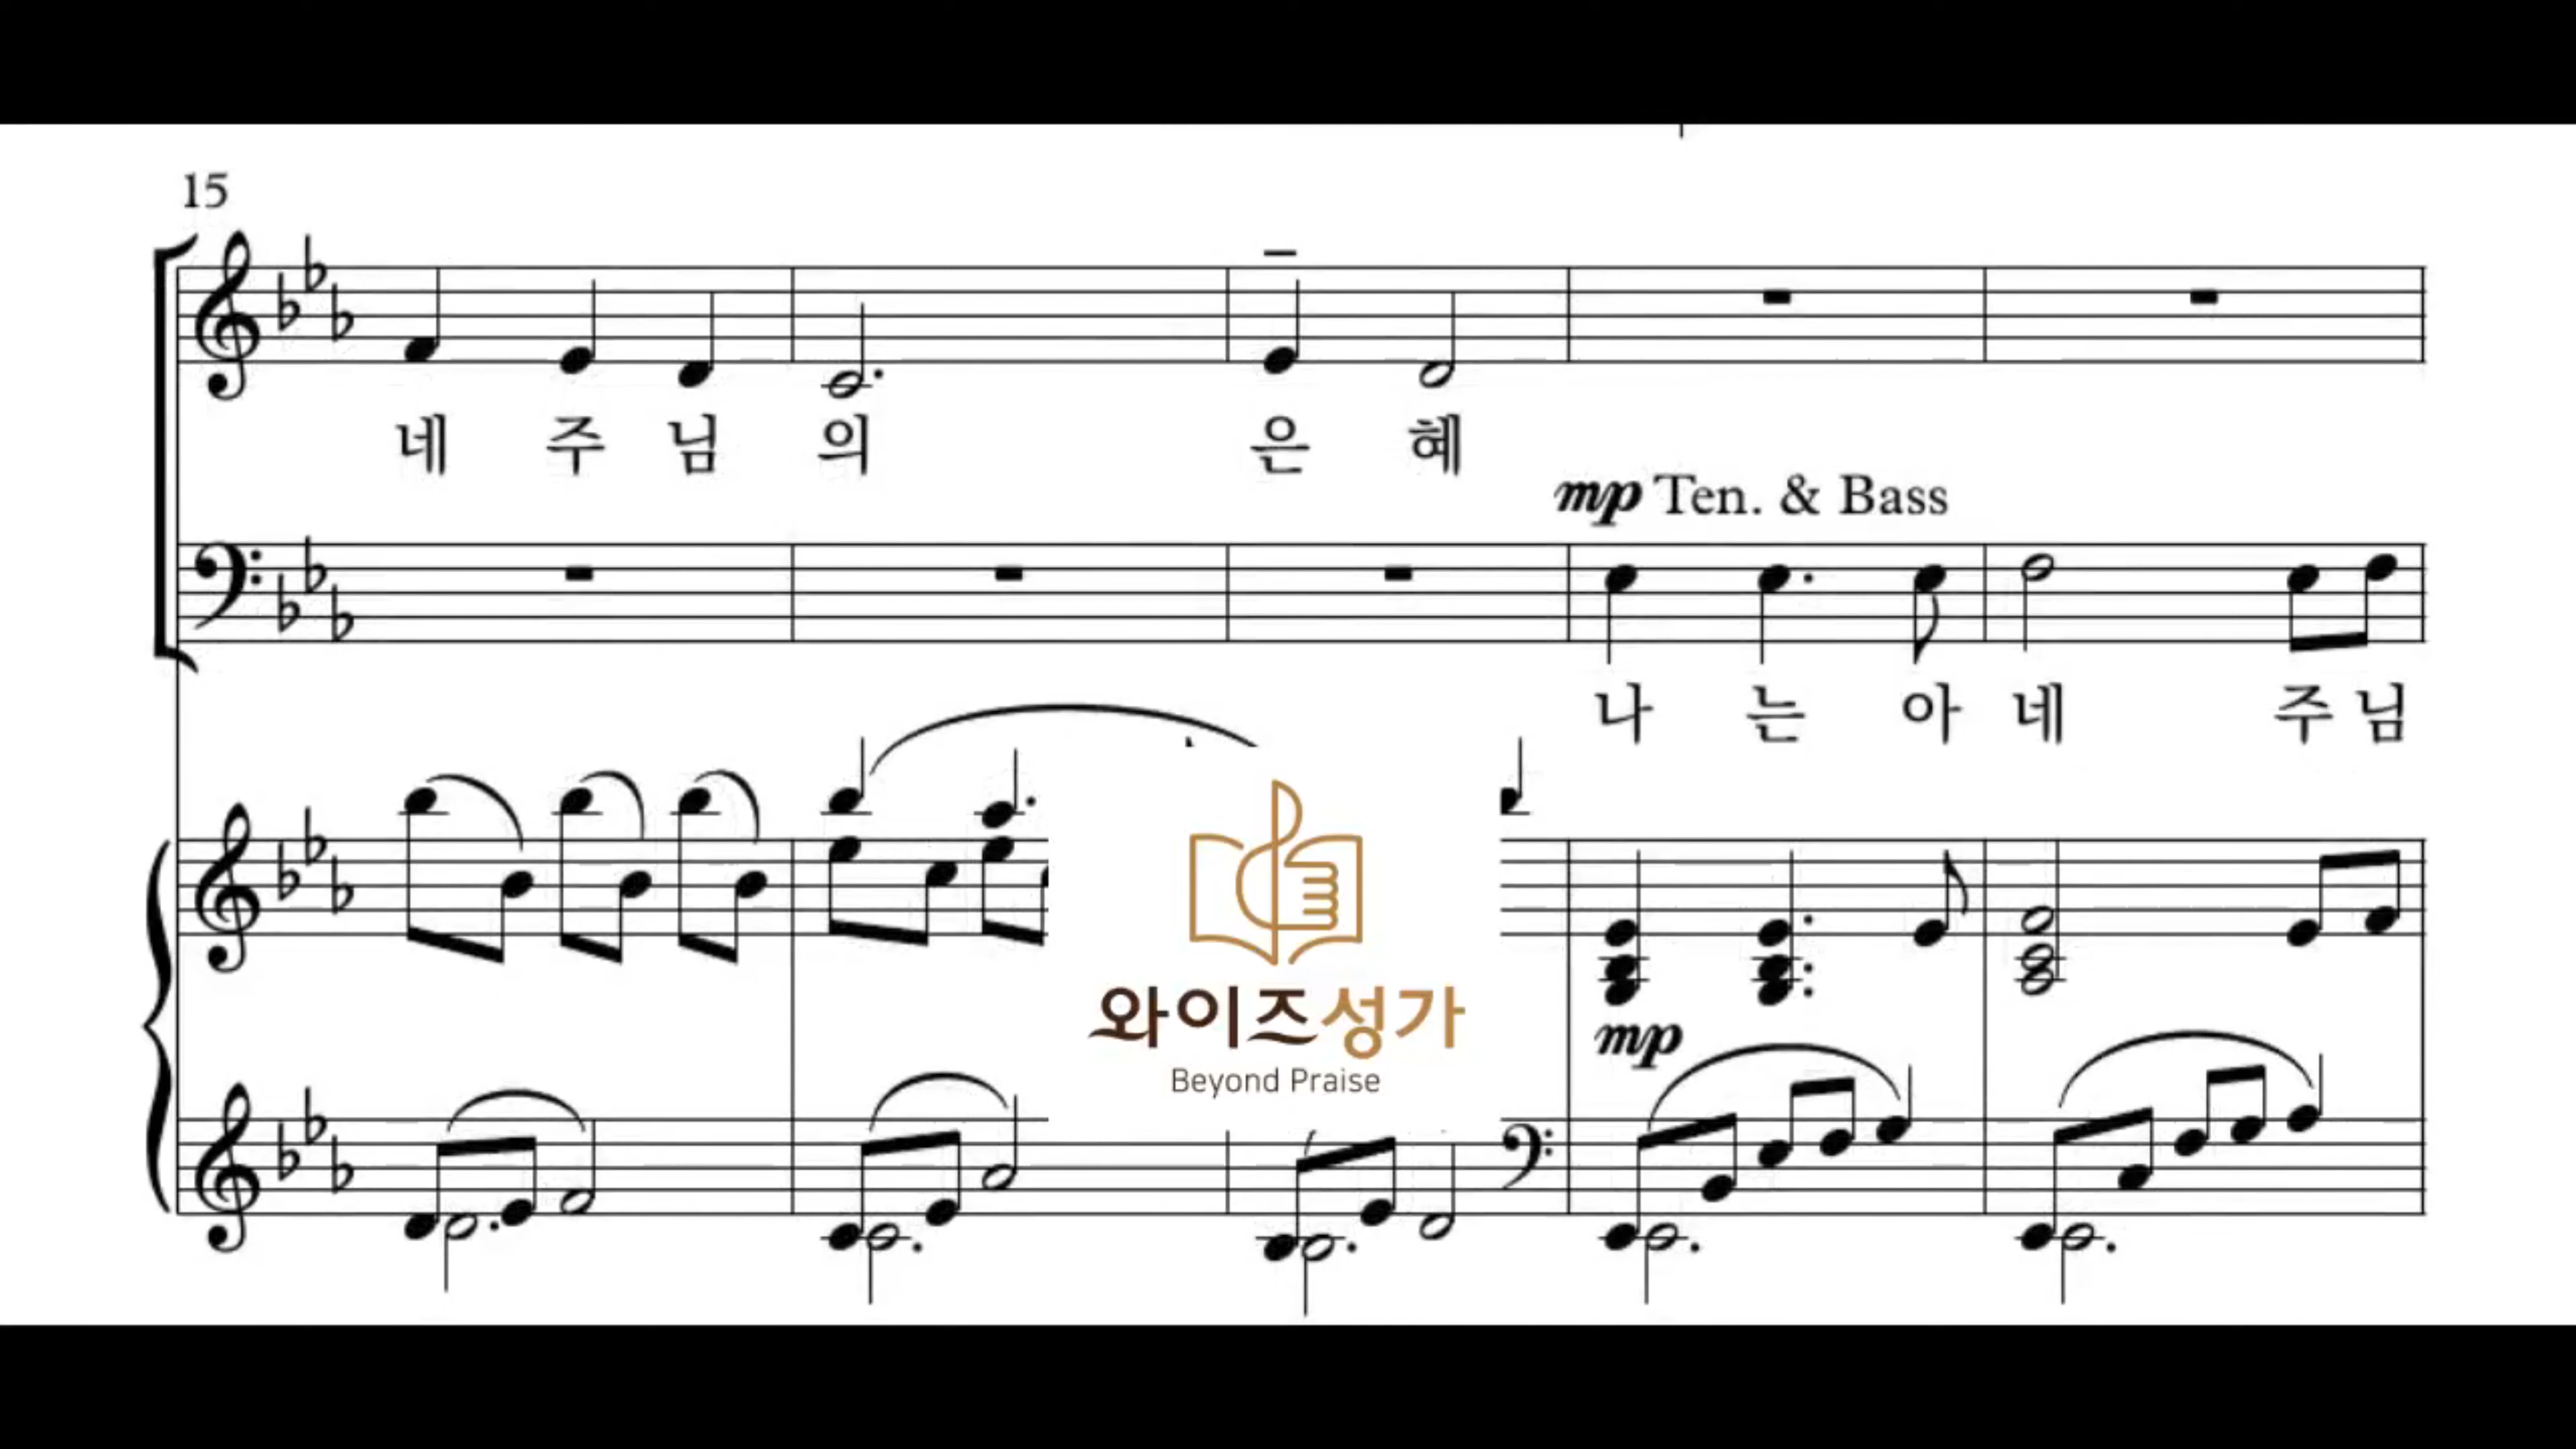 15
네 주 님 의 은 혜
mp Ten. & Bass
나 는 아 네 주 님
와이즈성가
Beyond Praise
mp